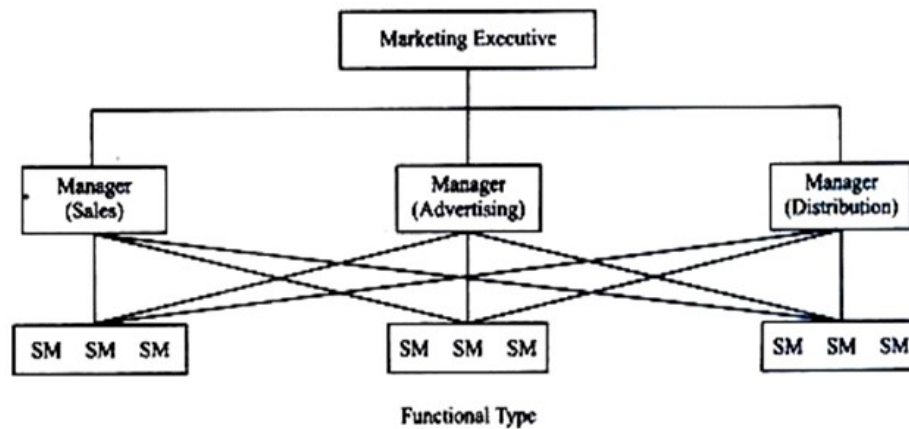 Marketing Executive
Manager
(Sales)
Manager
(Advertising)
Manager
(Distribution)
SM SM SM
SM SM SM
SM SM SM
Functional Type